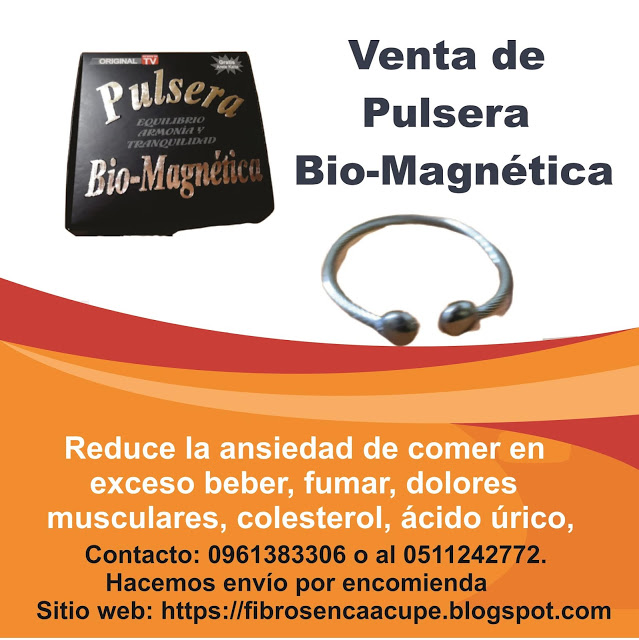 Venta de
Pulsera
Bio-Magnética
ORIGINAL TV
Gratis
Pulsera
EQUILIBRIO
ARMONÍA Y
TRANQUILIDAD
Bio-Magnética
Reduce la ansiedad de comer en
exceso beber, fumar, dolores
musculares, colesterol, ácido úrico,
Contacto: 0961383306 o al 0511242772.
Hacemos envío por encomienda
Sitio web: https://fibrosencaacupe.blogspot.com